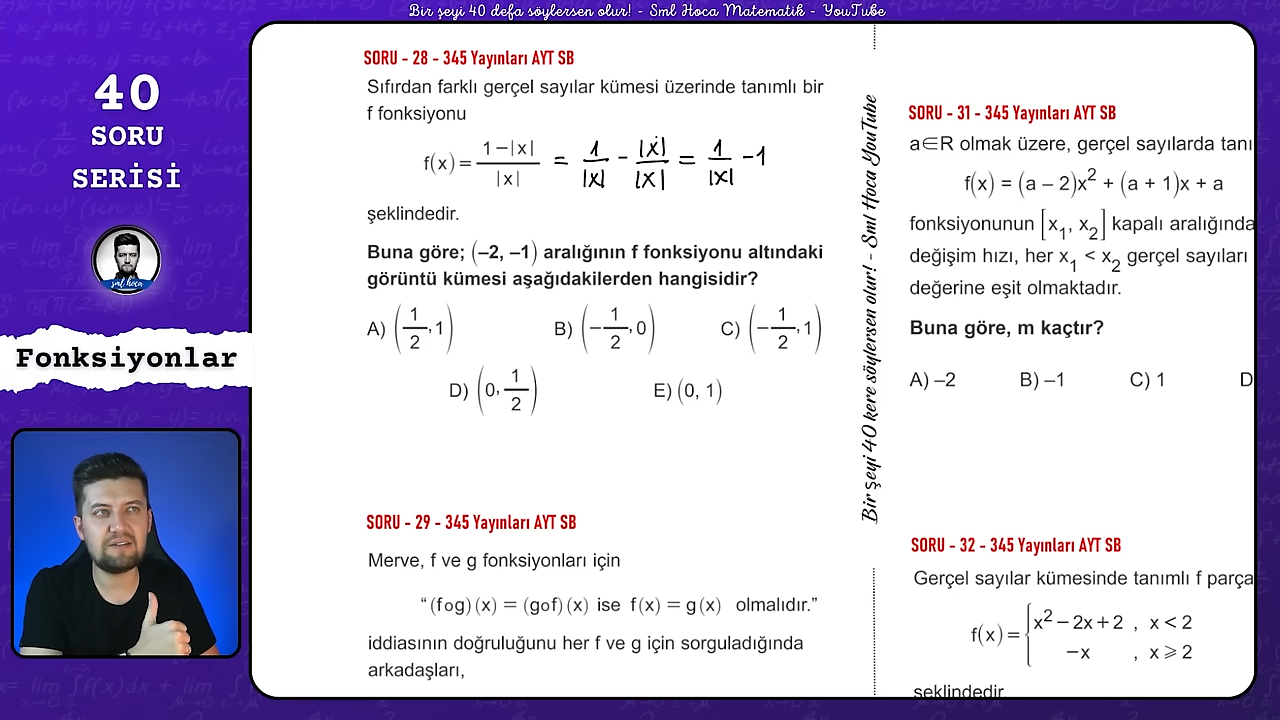 Bir şeyi 40 defa söylersen olur! - Sml Hoca Matematik - YouTube
40
SORU
SERİSİ
sml hoca
Fonksiyonlar
SORU - 28 - 345 Yayınları AYT SB
Sıfırdan farklı gerçel sayılar kümesi üzerinde tanımlı bir
f fonksiyonu
f(x) = 1-|x| / |x| = 1/|x| - |x|/|x| = 1/|x| - 1
şeklindedir.
Buna göre; (–2, –1) aralığının f fonksiyonu altındaki
görüntü kümesi aşağıdakilerden hangisidir?
A) (1/2, 1) B) (-1/2, 0) C) (-1/2, 1)
D) (0, 1/2) E) (0, 1)
SORU - 29 - 345 Yayınları AYT SB
Merve, f ve g fonksiyonları için
“(fog)(x) = (gof)(x) ise f(x) = g(x) olmalıdır.”
iddiasının doğruluğunu her f ve g için sorguladığında
arkadaşları,
Bir şeyi 40 kere söylersen olur! - Sml Hoca YouTube
SORU - 31 - 345 Yayınları AYT SB
a∈R olmak üzere, gerçel sayılarda tanı
f(x) = (a – 2)x² + (a + 1)x + a
fonksiyonunun [x₁, x₂] kapalı aralığında
değişim hızı, her x₁ < x₂ gerçel sayıları
değerine eşit olmaktadır.
Buna göre, m kaçtır?
A) –2 B) –1 C) 1 D
SORU - 32 - 345 Yayınları AYT SB
Gerçel sayılar kümesinde tanımlı f parça
f(x) = { x² – 2x + 2 , x < 2
–x , x ⩾ 2
şeklindedir